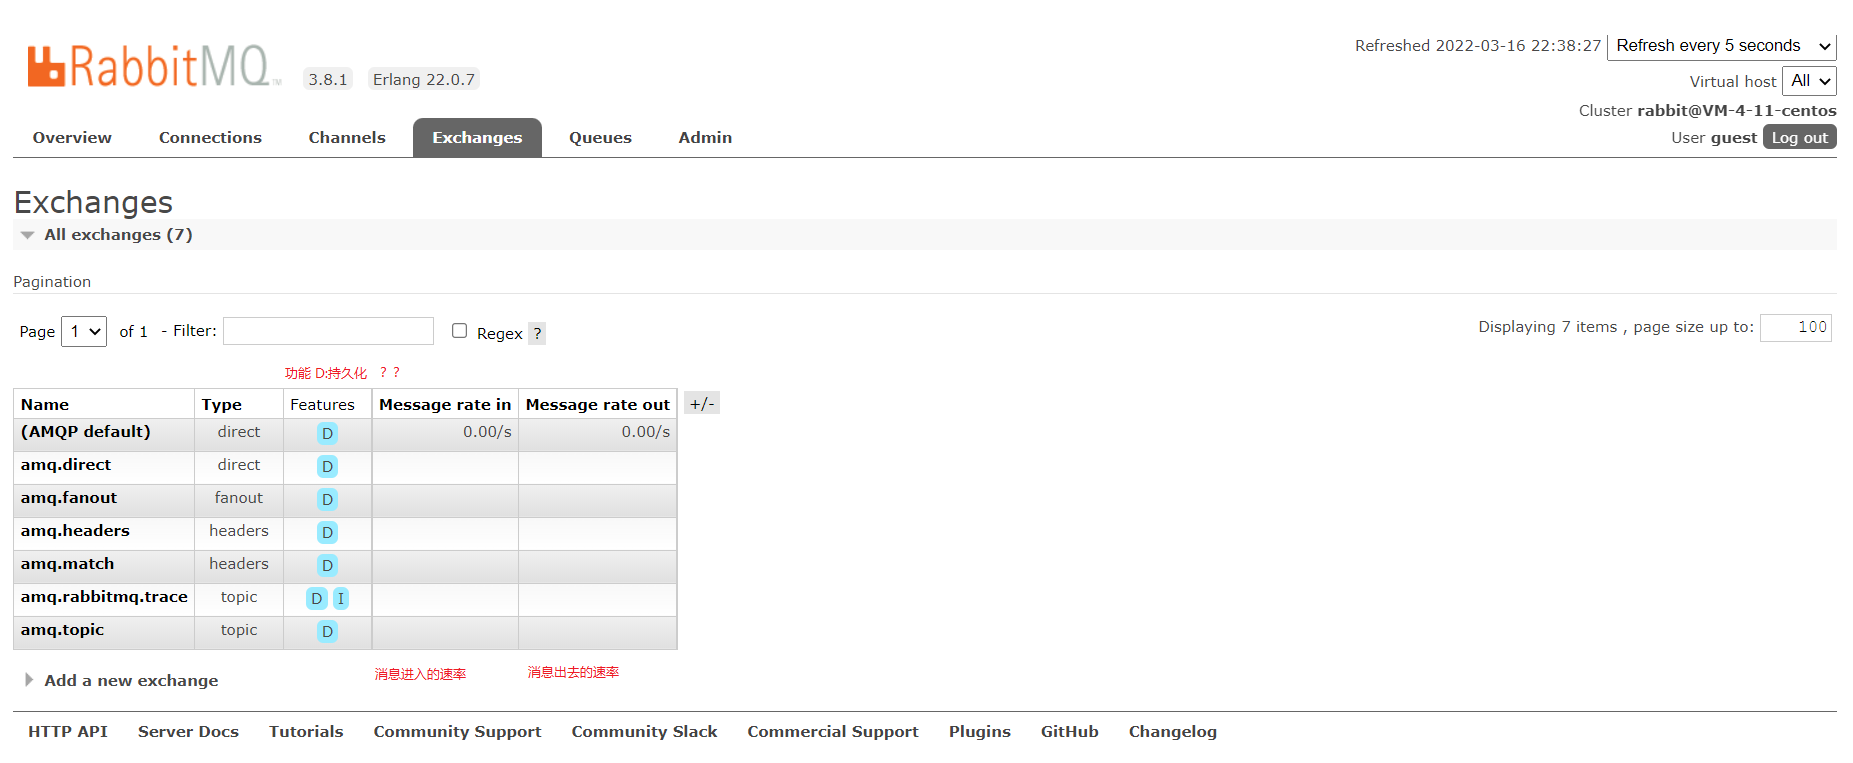 Refreshed 2022-03-16 22:38:27 Refresh every 5 seconds
RabbitMQ TM 3.8.1 Erlang 22.0.7
Virtual host All
Cluster rabbit@VM-4-11-centos
User guest Log out
Overview Connections Channels Exchanges Queues Admin
Exchanges
All exchanges (7)
Pagination
Page 1 of 1 - Filter: Regex ? Displaying 7 items , page size up to: 100
功能 D:持久化 ? ?
Name Type Features Message rate in Message rate out +/-
(AMQP default) direct D 0.00/s 0.00/s
amq.direct direct D
amq.fanout fanout D
amq.headers headers D
amq.match headers D
amq.rabbitmq.trace topic D I
amq.topic topic D
消息进入的速率 消息出去的速率
Add a new exchange
HTTP API Server Docs Tutorials Community Support Community Slack Commercial Support Plugins GitHub Changelog